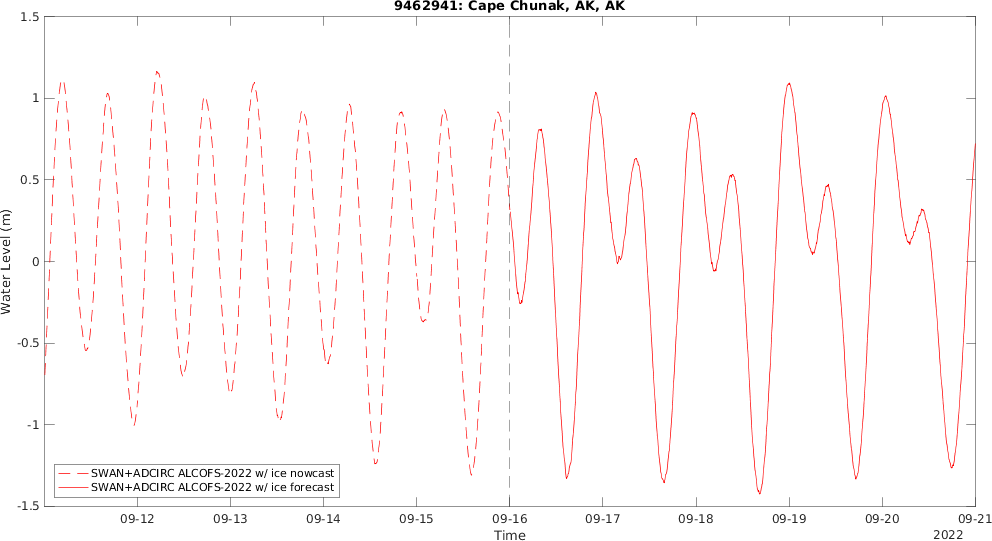 9462941: Cape Chunak, AK, AK
1.5
1
0.5
0
-0.5
-1
-1.5
Water Level (m)
SWAN+ADCIRC ALCOFS-2022 w/ ice nowcast
SWAN+ADCIRC ALCOFS-2022 w/ ice forecast
09-12 09-13 09-14 09-15 09-16 09-17 09-18 09-19 09-20 09-21
Time
2022